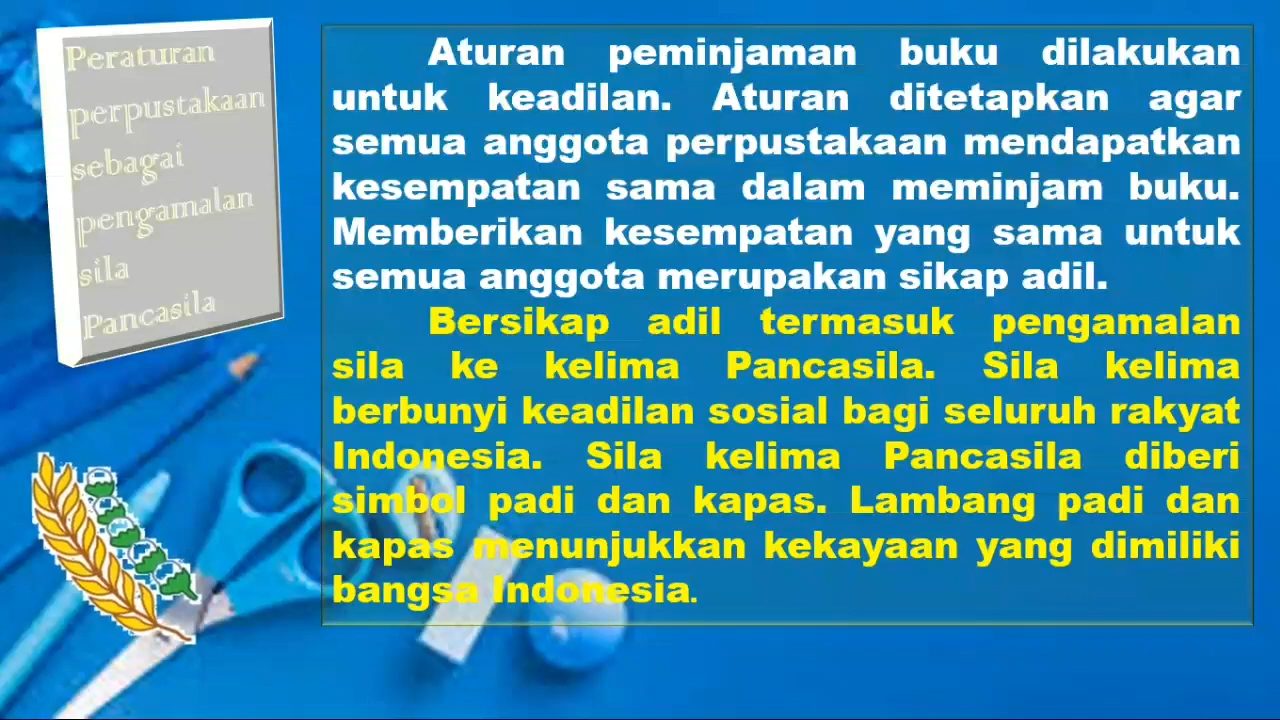 Peraturan
perpustakaan
sebagai
pengamalan
sila
Pancasila
Aturan peminjaman buku dilakukan
untuk keadilan. Aturan ditetapkan agar
semua anggota perpustakaan mendapatkan
kesempatan sama dalam meminjam buku.
Memberikan kesempatan yang sama untuk
semua anggota merupakan sikap adil.
Bersikap adil termasuk pengamalan
sila ke kelima Pancasila. Sila kelima
berbunyi keadilan sosial bagi seluruh rakyat
Indonesia. Sila kelima Pancasila diberi
simbol padi dan kapas. Lambang padi dan
kapas menunjukkan kekayaan yang dimiliki
bangsa Indonesia.